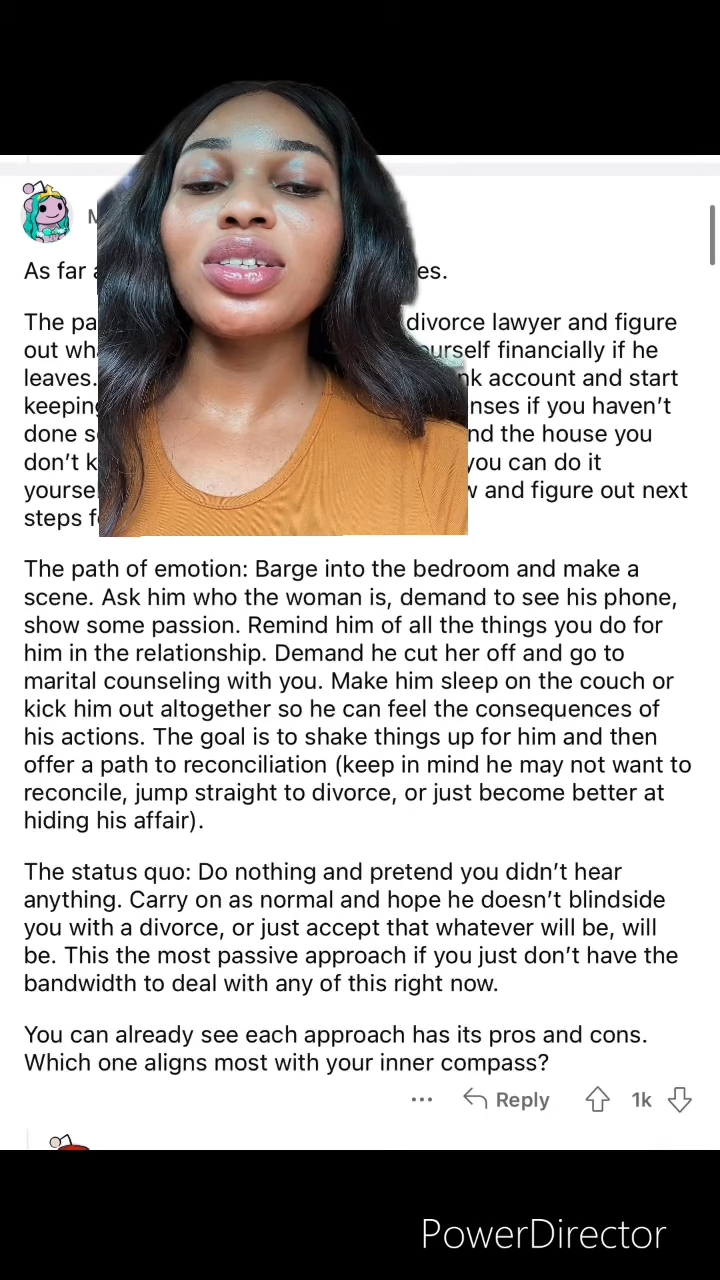 M
As far a es.
The pa divorce lawyer and figure
out wh ourself financially if he
leaves. nk account and start
keeping nses if you haven't
done s nd the house you
don't k you can do it
yourse w and figure out next
steps f
The path of emotion: Barge into the bedroom and make a
scene. Ask him who the woman is, demand to see his phone,
show some passion. Remind him of all the things you do for
him in the relationship. Demand he cut her off and go to
marital counseling with you. Make him sleep on the couch or
kick him out altogether so he can feel the consequences of
his actions. The goal is to shake things up for him and then
offer a path to reconciliation (keep in mind he may not want to
reconcile, jump straight to divorce, or just become better at
hiding his affair).
The status quo: Do nothing and pretend you didn't hear
anything. Carry on as normal and hope he doesn't blindside
you with a divorce, or just accept that whatever will be, will
be. This the most passive approach if you just don't have the
bandwidth to deal with any of this right now.
You can already see each approach has its pros and cons.
Which one aligns most with your inner compass?
... Reply 1k
PowerDirector